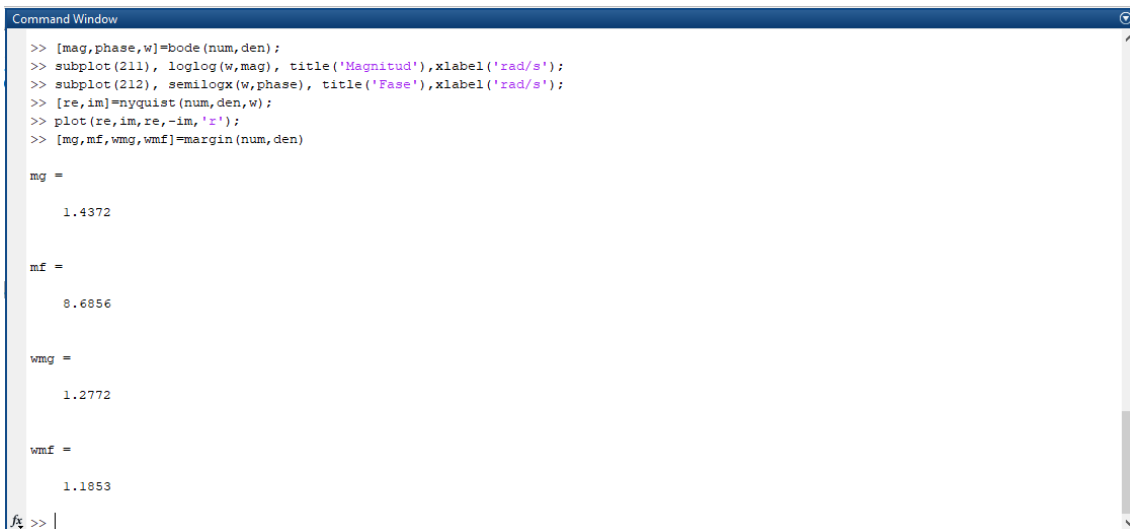 Command Window
>> [mag,phase,w]=bode(num,den);
>> subplot(211), loglog(w,mag), title('Magnitud'),xlabel('rad/s');
>> subplot(212), semilogx(w,phase), title('Fase'),xlabel('rad/s');
>> [re,im]=nyquist(num,den,w);
>> plot(re,im,re,-im,'r');
>> [mg,mf,wmg,wmf]=margin(num,den)
mg =
1.4372
mf =
8.6856
wmg =
1.2772
wmf =
1.1853
fx >>